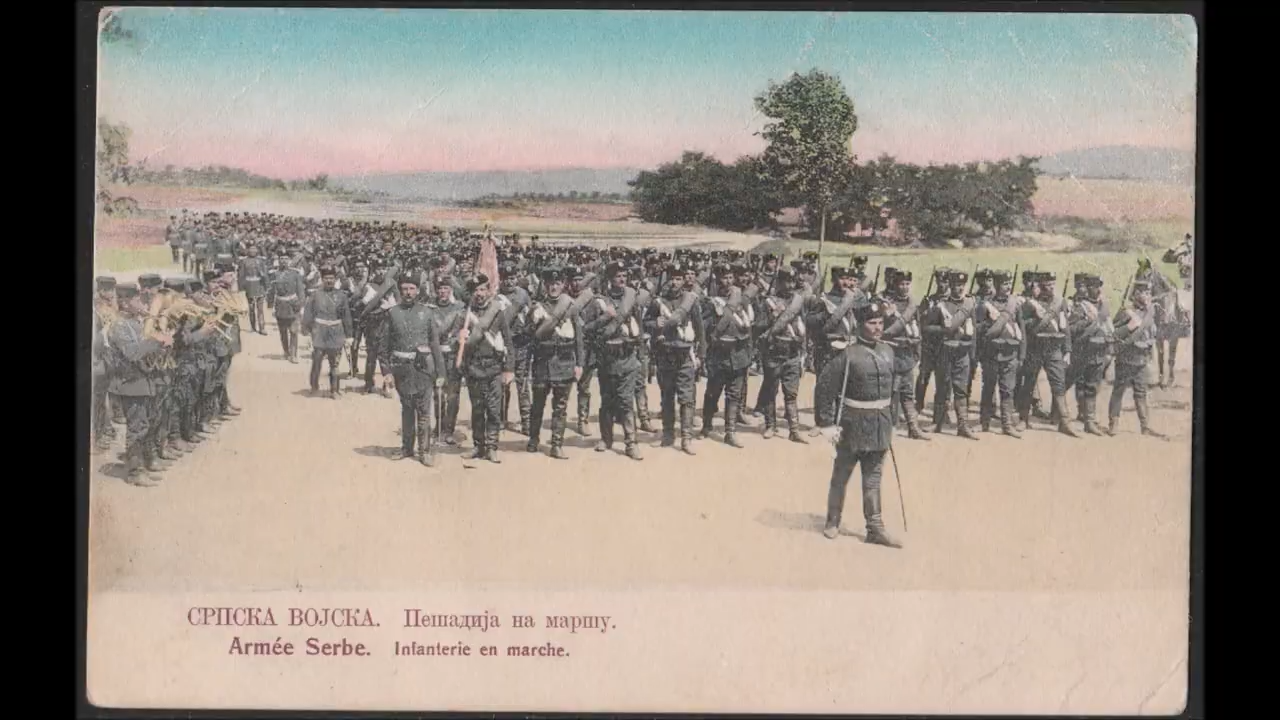 СРПСКА ВОЈСКА. Пешадија на маршу.
Armée Serbe. Infanterie en marche.